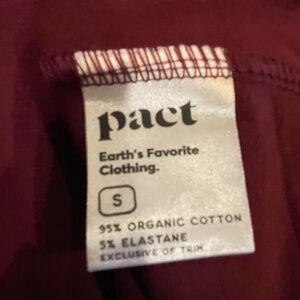 pact
Earth's Favorite
Clothing.
S
95% ORGANIC COTTON
5% ELASTANE
EXCLUSIVE OF TRIM